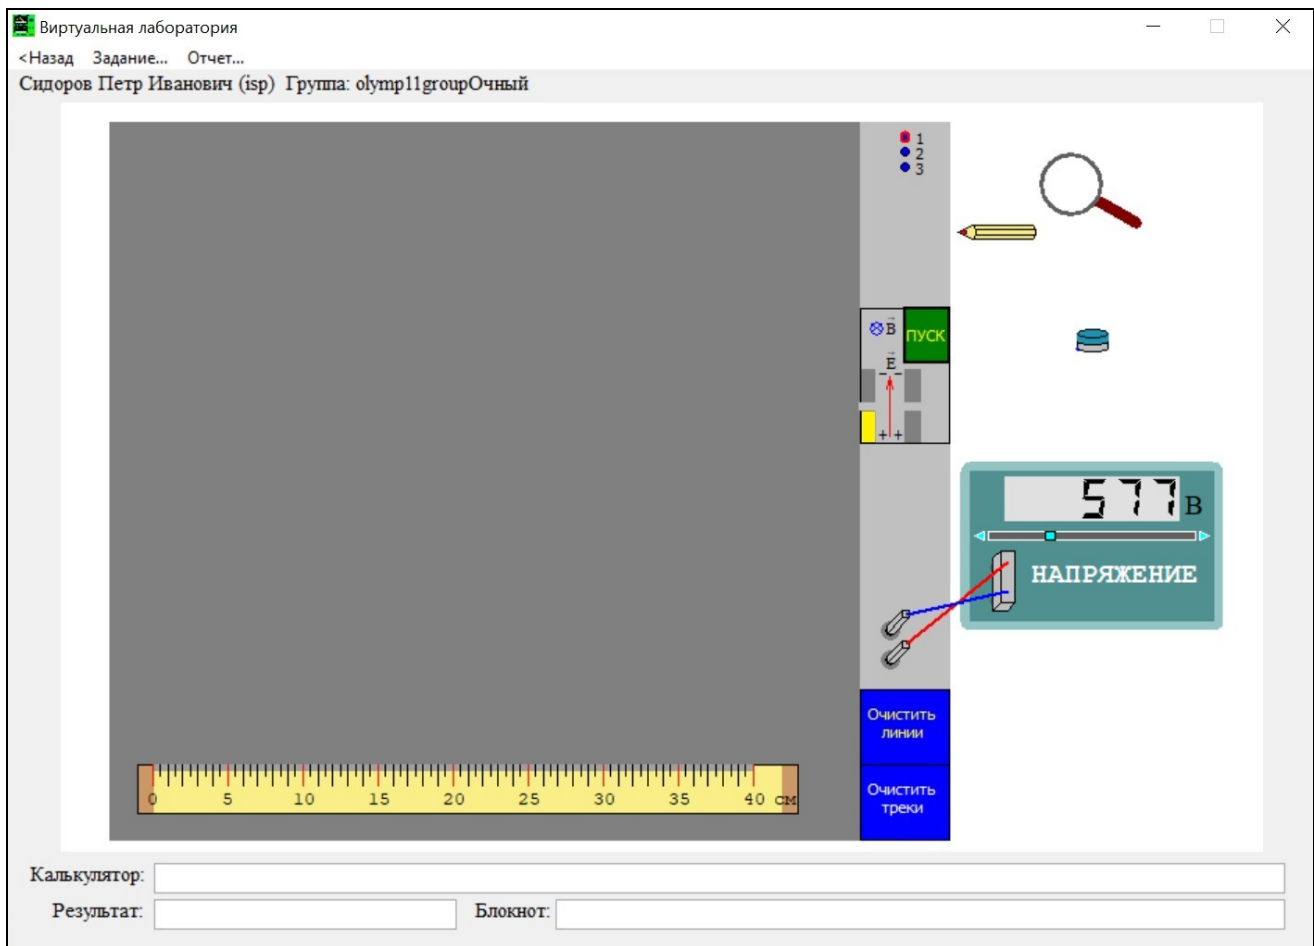 Виртуальная лаборатория
<Назад Задание... Отчет...
Сидоров Петр Иванович (isp) Группа: olymp11groupОчный
1
2
3
B
ПУСК
E
- -
+ +
577 В
НАПРЯЖЕНИЕ
Очистить
линии
0 5 10 15 20 25 30 35 40 см
Очистить
треки
Калькулятор:
Результат: Блокнот: